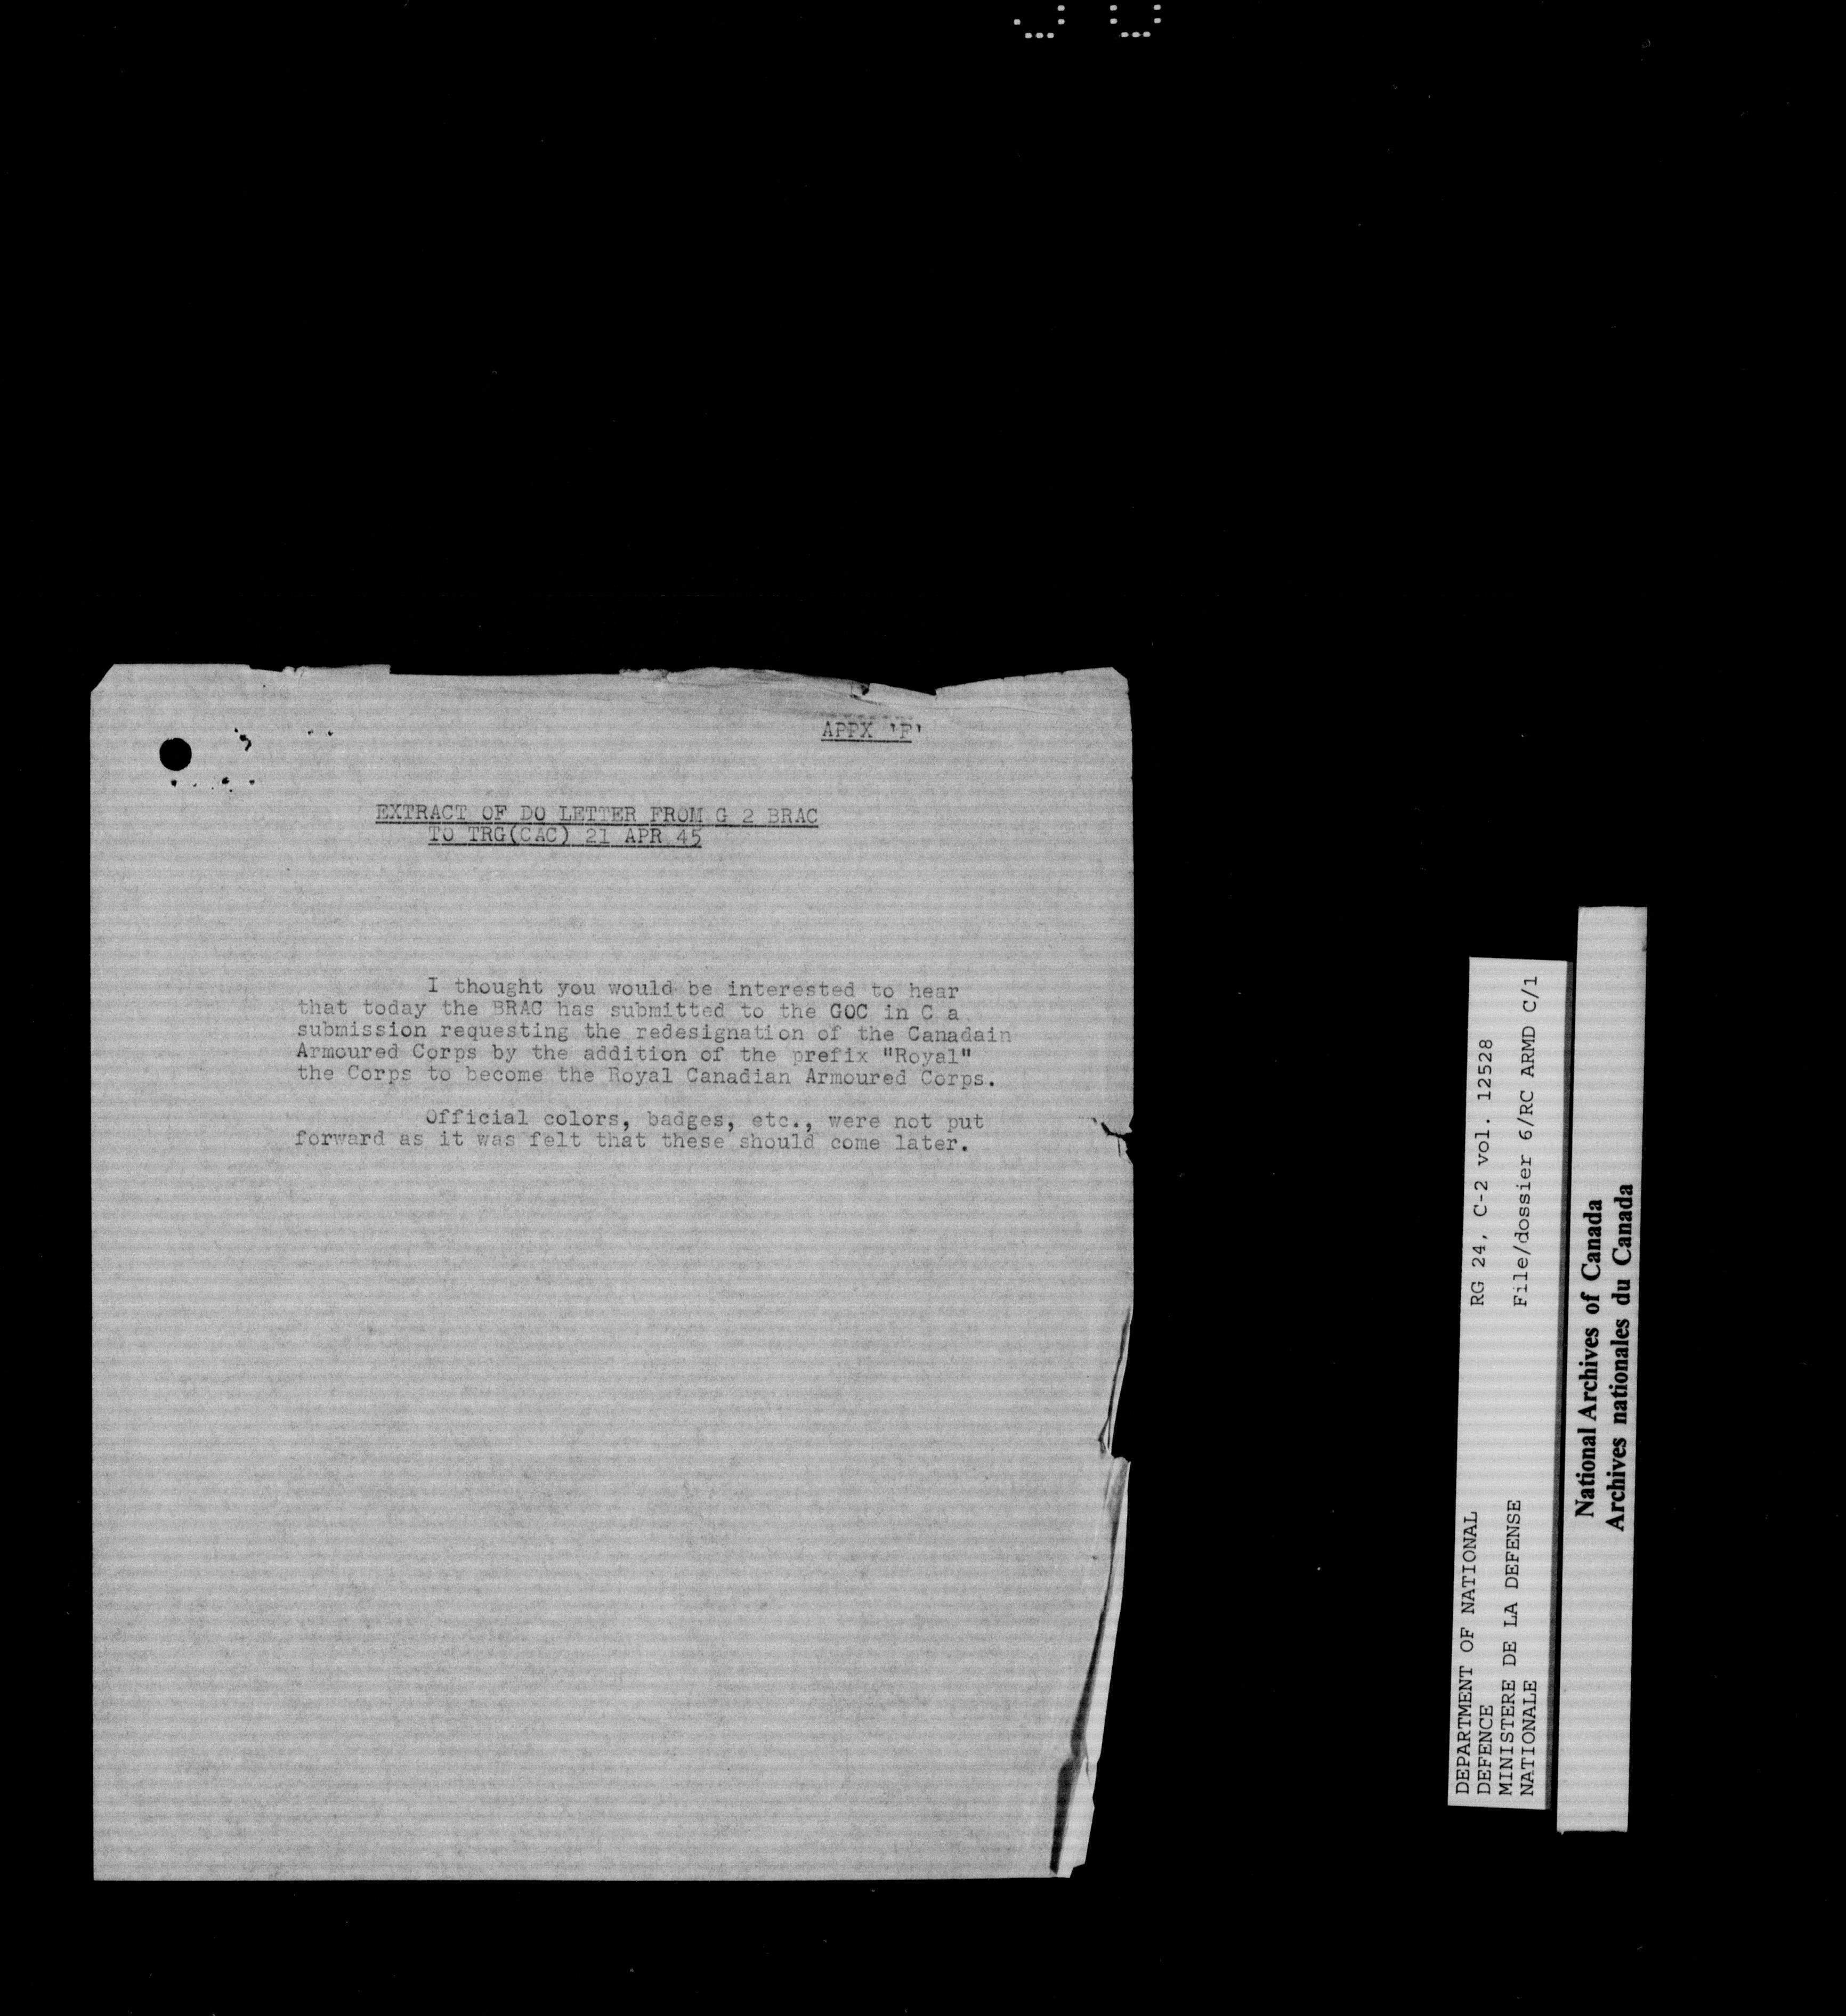 APPX 'F'
EXTRACT OF DO LETTER FROM G 2 BRAC
TO TRG(CAC) 21 APR 45
I thought you would be interested to hear
that today the BRAC has submitted to the GOC in C a
submission requesting the redesignation of the Canadain
Armoured Corps by the addition of the prefix "Royal"
the Corps to become the Royal Canadian Armoured Corps.
Official colors, badges, etc., were not put
forward as it was felt that these should come later.
DEPARTMENT OF NATIONAL
DEFENCE
MINISTERE DE LA DEFENSE
NATIONALE
RG 24, C-2 vol. 12528
File/dossier 6/RC ARMD C/1
National Archives of Canada
Archives nationales du Canada